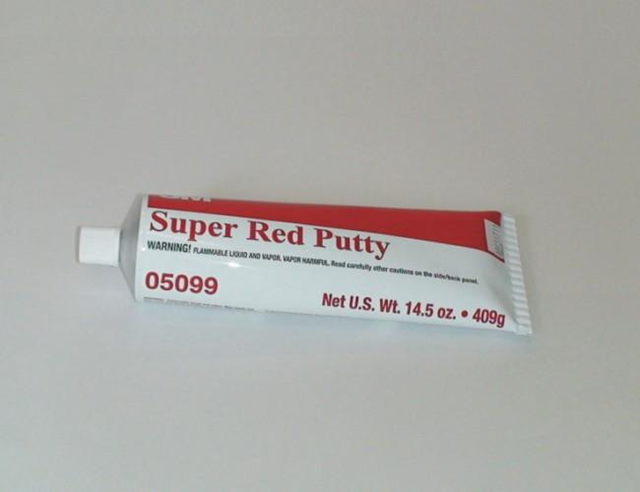 Super Red Putty
WARNING! FLAMMABLE LIQUID AND VAPOR. VAPOR HARMFUL. Read carefully other cautions on the side/back panel.
05099
Net U.S. Wt. 14.5 oz. • 409g